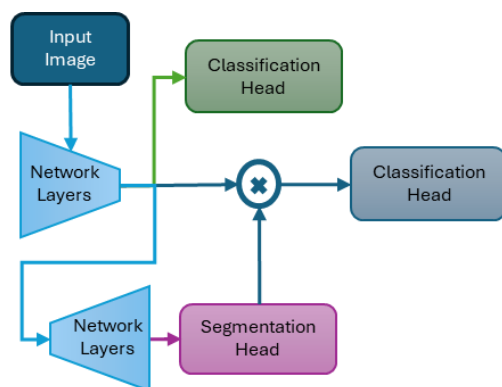 Input
Image
Classification
Head
Network
Layers
Classification
Head
Network
Layers
Segmentation
Head